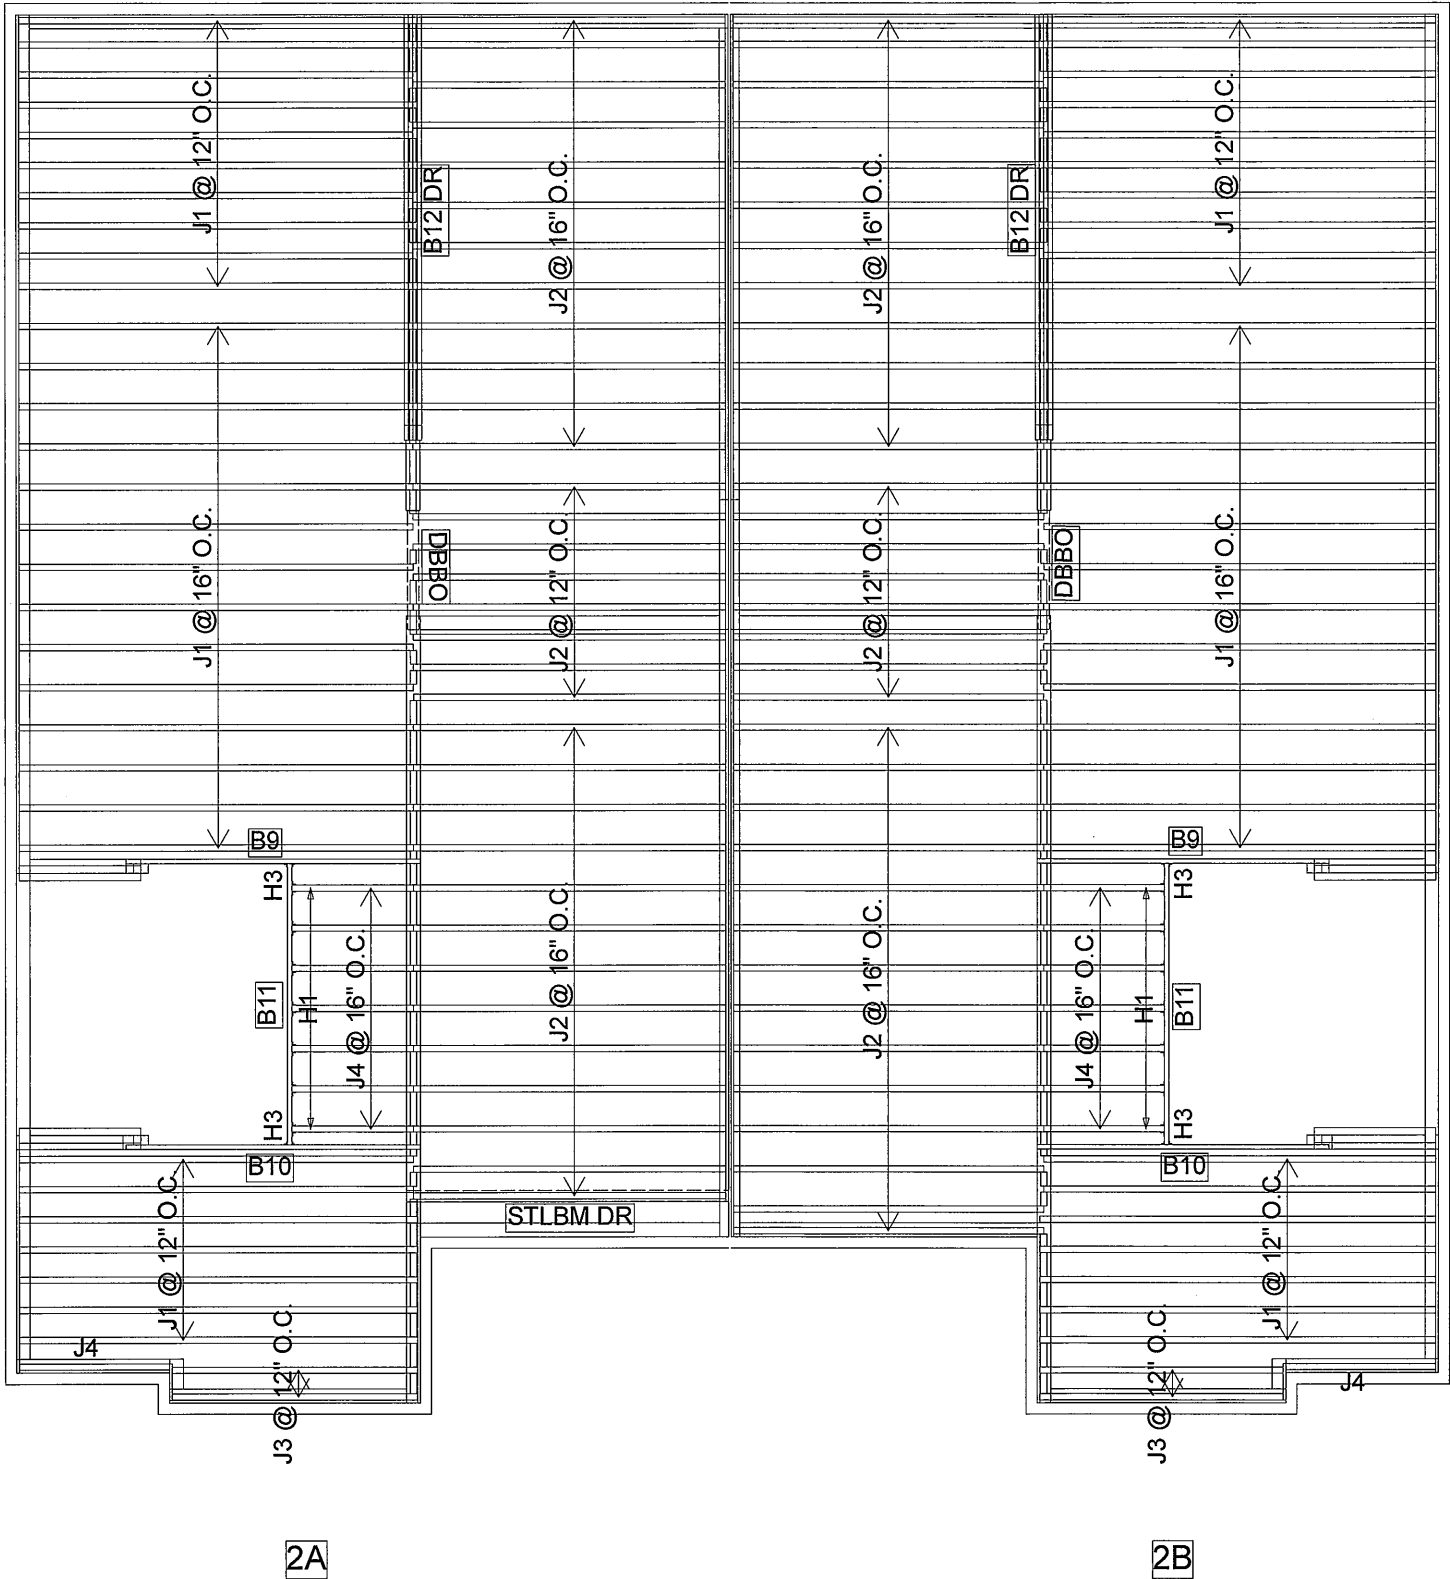 J1 @ 12" O.C.
B12 DR
J2 @ 16" O.C.
J2 @ 16" O.C.
B12 DR
J1 @ 12" O.C.
J1 @ 16" O.C.
DBBO
J2 @ 12" O.C.
J2 @ 12" O.C.
DBBO
J1 @ 16" O.C.
B9
B9
H3
H3
B11
H1
J4 @ 16" O.C.
J2 @ 16" O.C.
J2 @ 16" O.C.
J4 @ 16" O.C.
H1
B11
H3
H3
B10
B10
J1 @ 12" O.C.
STLBM DR
J1 @ 12" O.C.
J4
J3 @ 12" O.C.
J3 @ 12" O.C.
J4
2A
2B